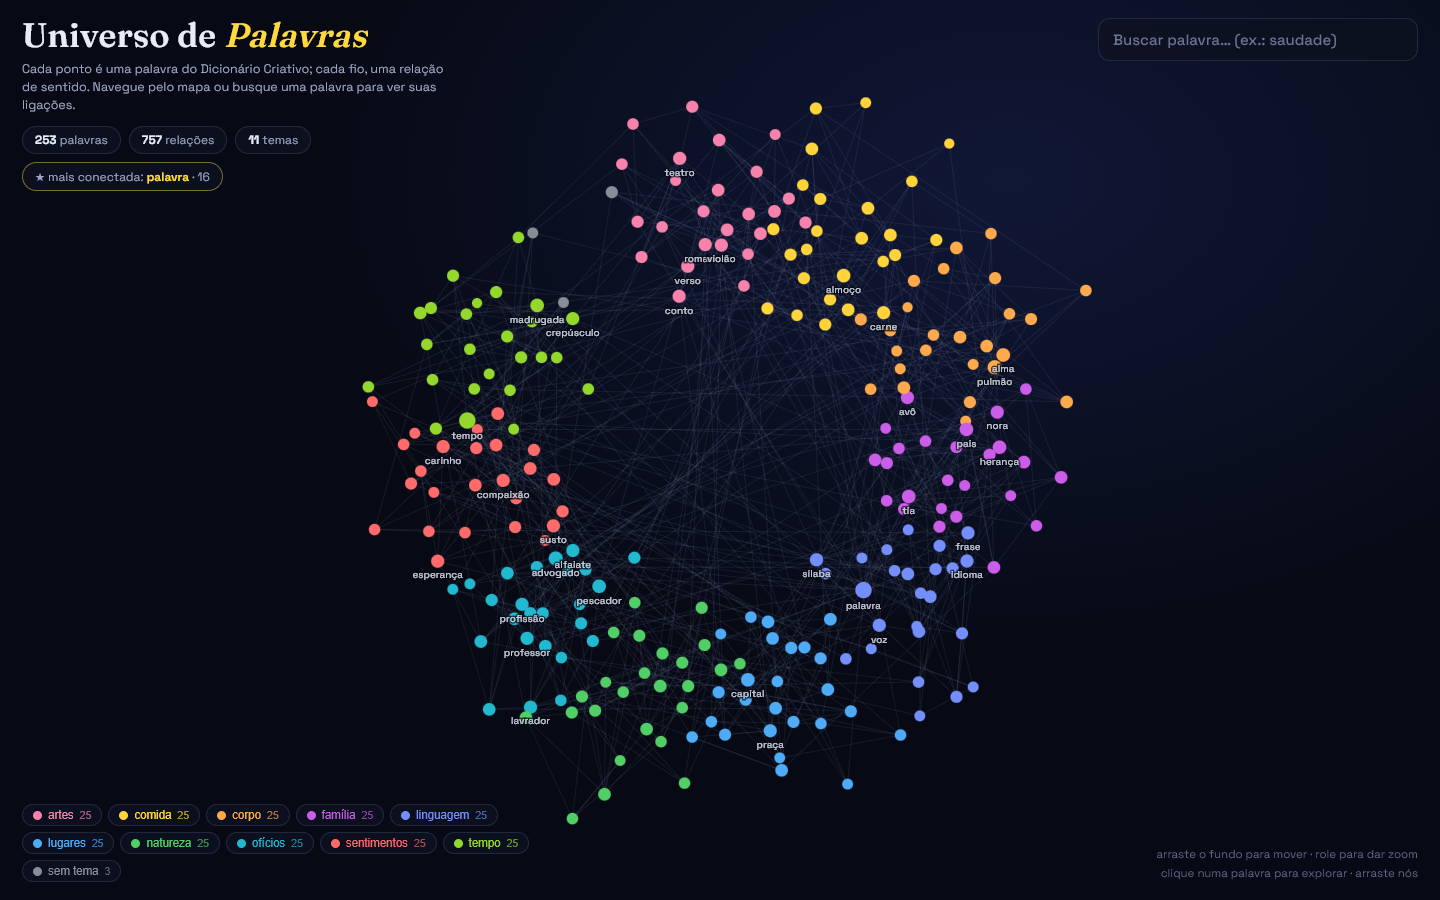 Universo de Palavras
Buscar palavra... (ex.: saudade)
Cada ponto é uma palavra do Dicionário Criativo; cada fio, uma relação
de sentido. Navegue pelo mapa ou busque uma palavra para ver suas
ligações.
253 palavras
757 relações
11 temas
★ mais conectada: palavra · 16
teatro
violão
verso
conto
almoço
carne
madrugada
crepúsculo
alma
pulmão
avô
nora
pais
herança
tempo
carinho
compaixão
tia
susto
frase
alfaiate
advogado
esperança
sílaba
idioma
pescador
palavra
profissão
voz
professor
capital
lavrador
praça
artes 25
comida 25
corpo 25
família 25
linguagem 25
lugares 25
natureza 25
ofícios 25
sentimentos 25
tempo 25
sem tema 3
arraste o fundo para mover · role para dar zoom
clique numa palavra para explorar · arraste nós